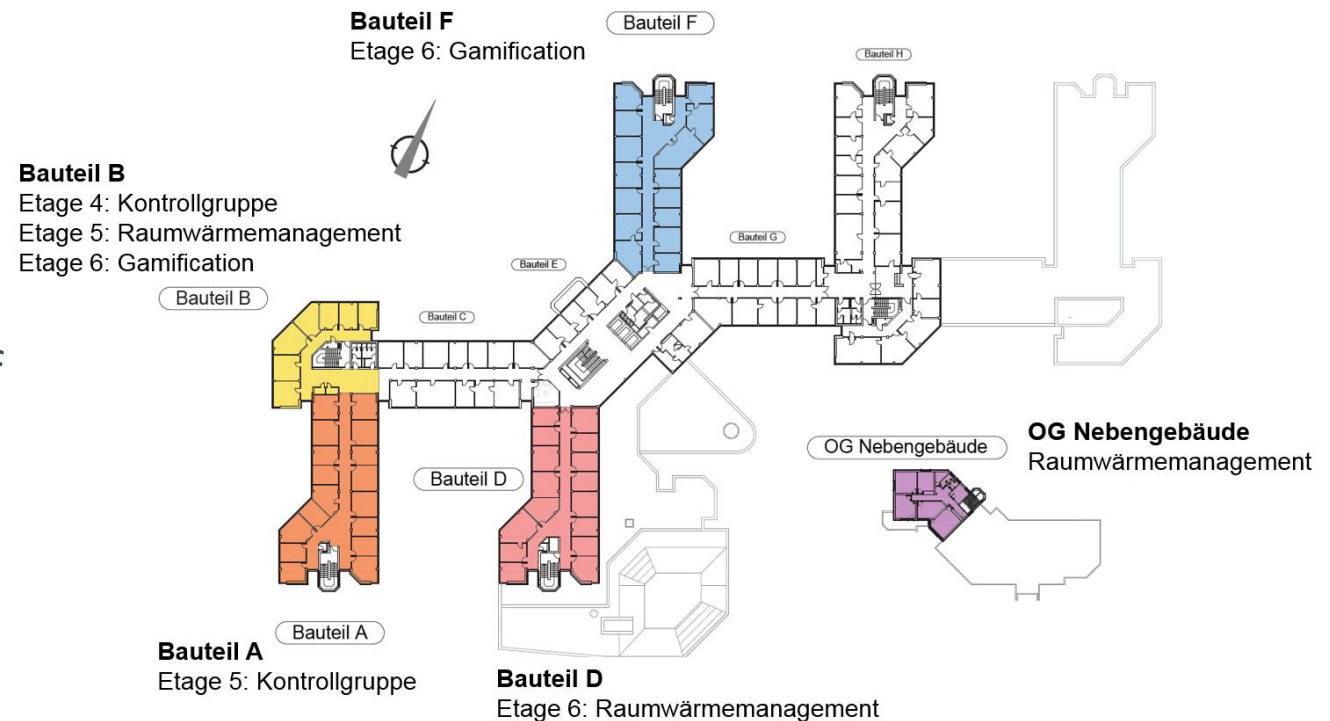 Bauteil F
Etage 6: Gamification
Bauteil F
Bauteil H
Bauteil B
Etage 4: Kontrollgruppe
Etage 5: Raumwärmemanagement
Etage 6: Gamification
Bauteil B
Bauteil G
Bauteil E
Bauteil C
OG Nebengebäude
Raumwärmemanagement
OG Nebengebäude
Bauteil D
Bauteil A
Bauteil A
Etage 5: Kontrollgruppe
Bauteil D
Etage 6: Raumwärmemanagement